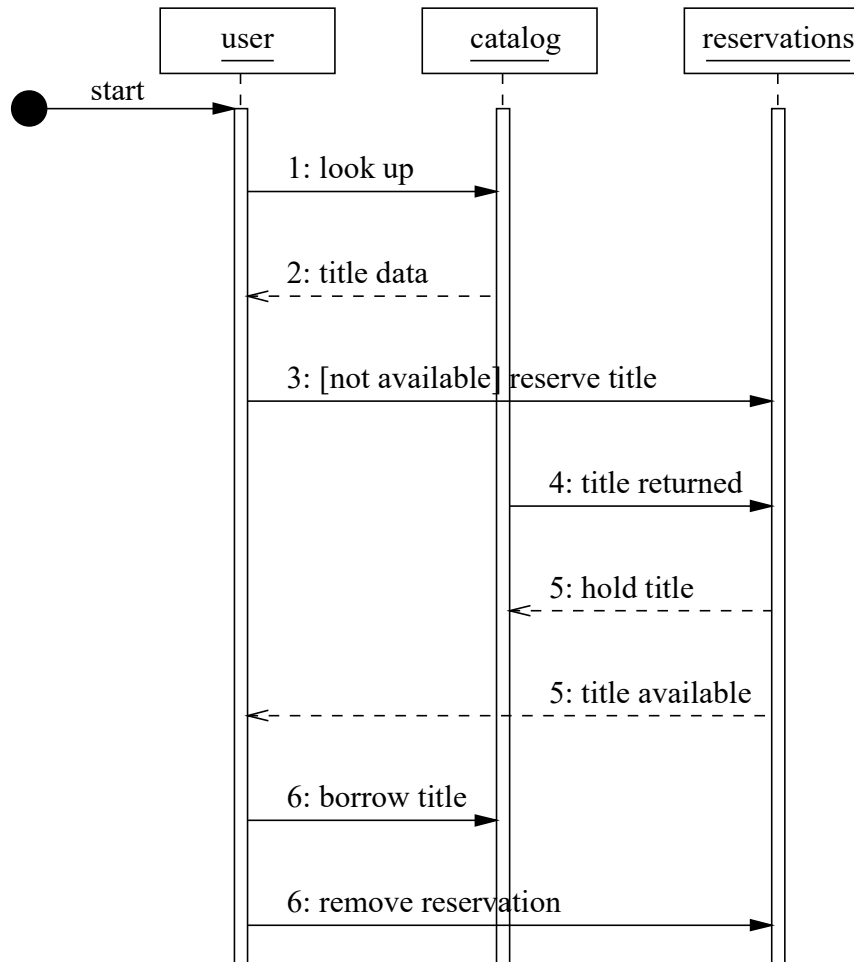 user
catalog
reservations
start
1: look up
2: title data
3: [not available] reserve title
4: title returned
5: hold title
5: title available
6: borrow title
6: remove reservation